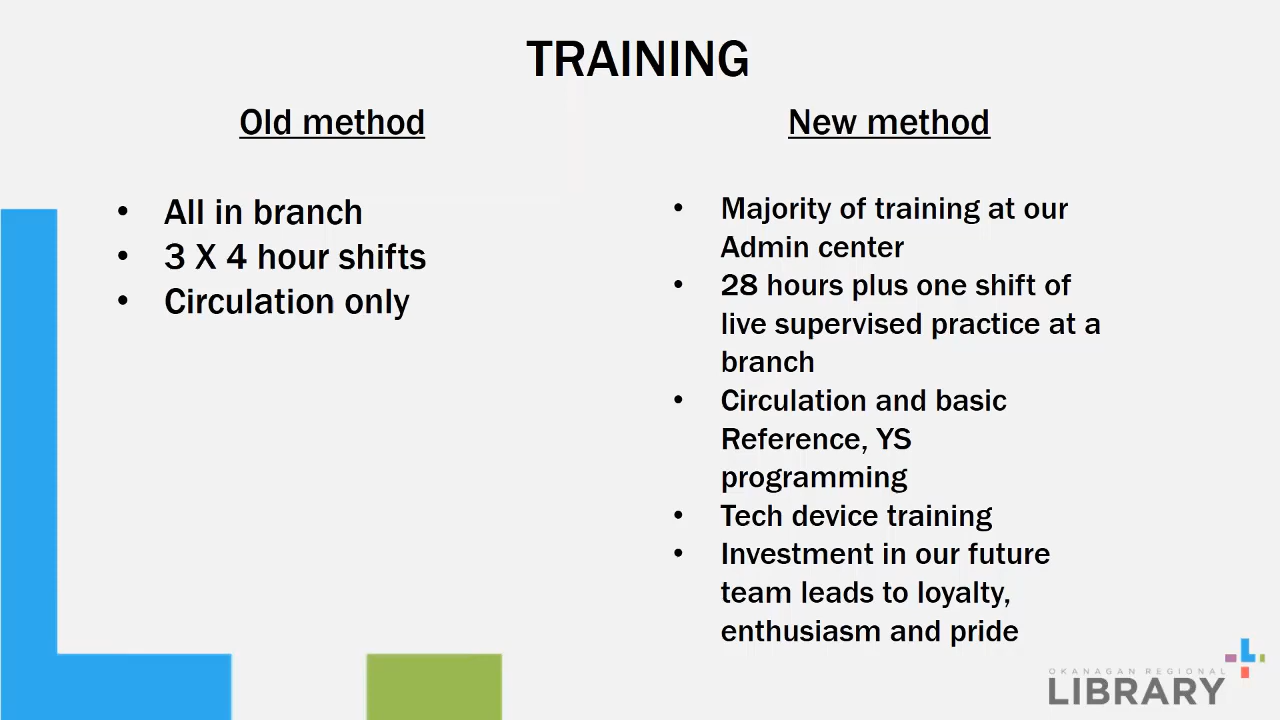 TRAINING
Old method
• All in branch
• 3 X 4 hour shifts
• Circulation only
New method
• Majority of training at our
Admin center
• 28 hours plus one shift of
live supervised practice at a
branch
• Circulation and basic
Reference, YS
programming
• Tech device training
• Investment in our future
team leads to loyalty,
enthusiasm and pride
OKANAGAN REGIONAL
LIBRARY